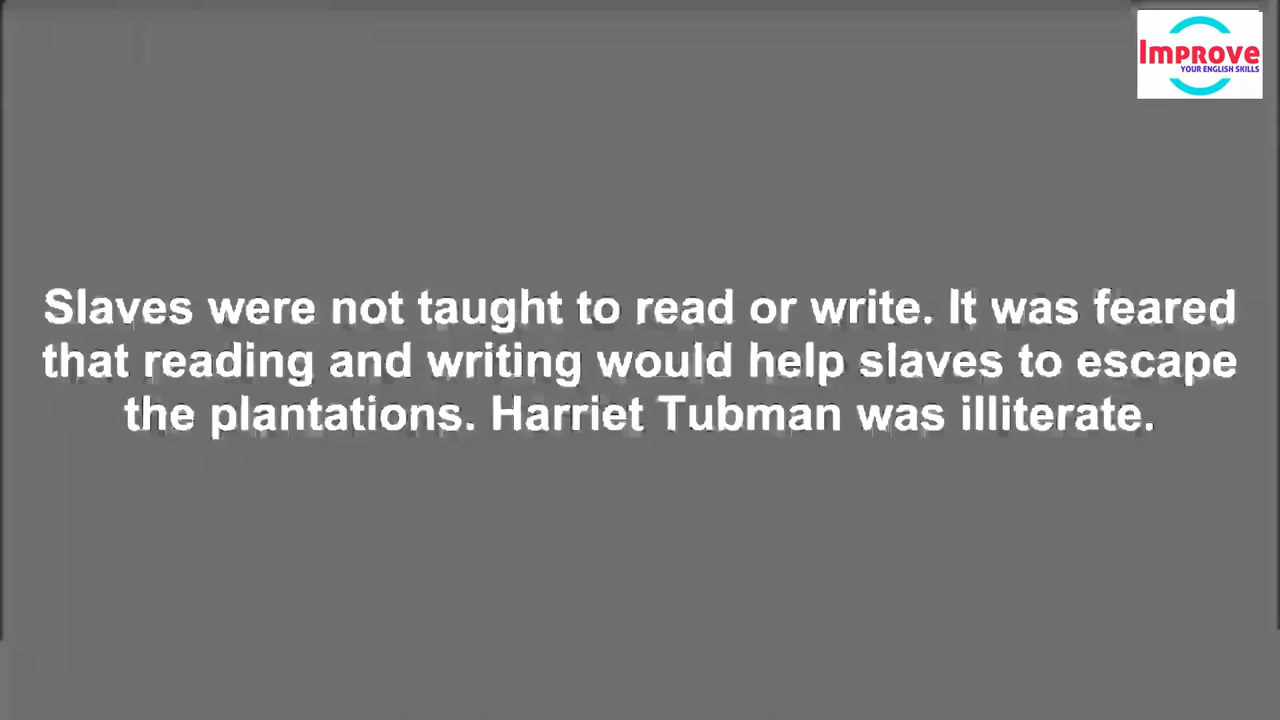 Improve
YOUR ENGLISH SKILLS
Slaves were not taught to read or write. It was feared
that reading and writing would help slaves to escape
the plantations. Harriet Tubman was illiterate.